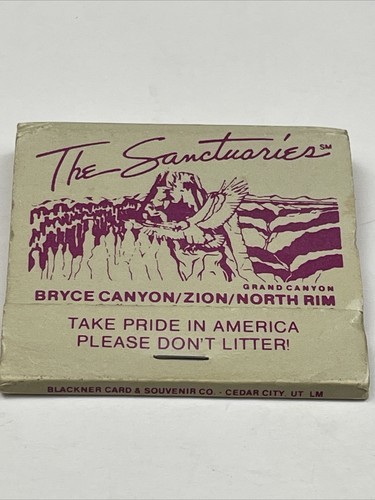 The Sanctuaries SM
GRAND CANYON
BRYCE CANYON/ZION/NORTH RIM
TAKE PRIDE IN AMERICA
PLEASE DON'T LITTER!
BLACKNER CARD & SOUVENIR CO. - CEDAR CITY, UT LM